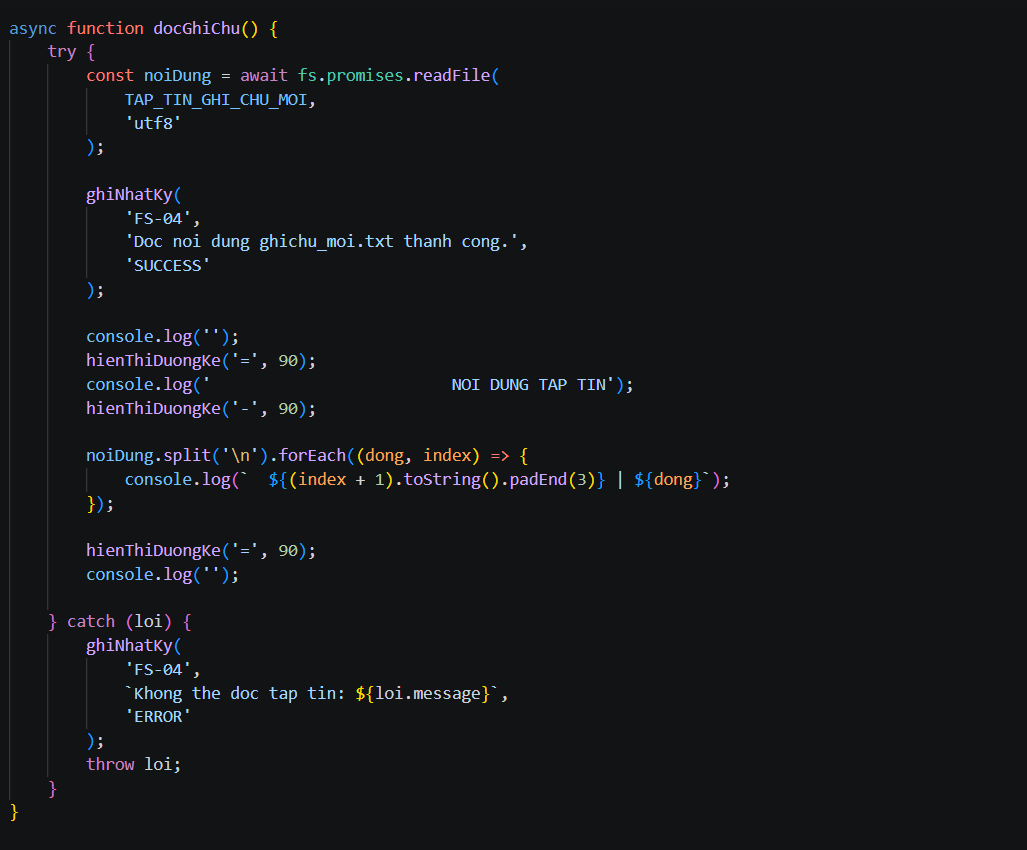 async function docGhiChu() {
    try {
        const noiDung = await fs.promises.readFile(
            TAP_TIN_GHI_CHU_MOI,
            'utf8'
        );

        ghiNhatKy(
            'FS-04',
            'Doc noi dung ghichu_moi.txt thanh cong.',
            'SUCCESS'
        );

        console.log('');
        hienThiDuongKe('=', 90);
        console.log('                         NOI DUNG TAP TIN');
        hienThiDuongKe('-', 90);

        noiDung.split('\n').forEach((dong, index) => {
            console.log(`  ${(index + 1).toString().padEnd(3)} | ${dong}`);
        });

        hienThiDuongKe('=', 90);
        console.log('');

    } catch (loi) {
        ghiNhatKy(
            'FS-04',
            `Khong the doc tap tin: ${loi.message}`,
            'ERROR'
        );
        throw loi;
    }
}